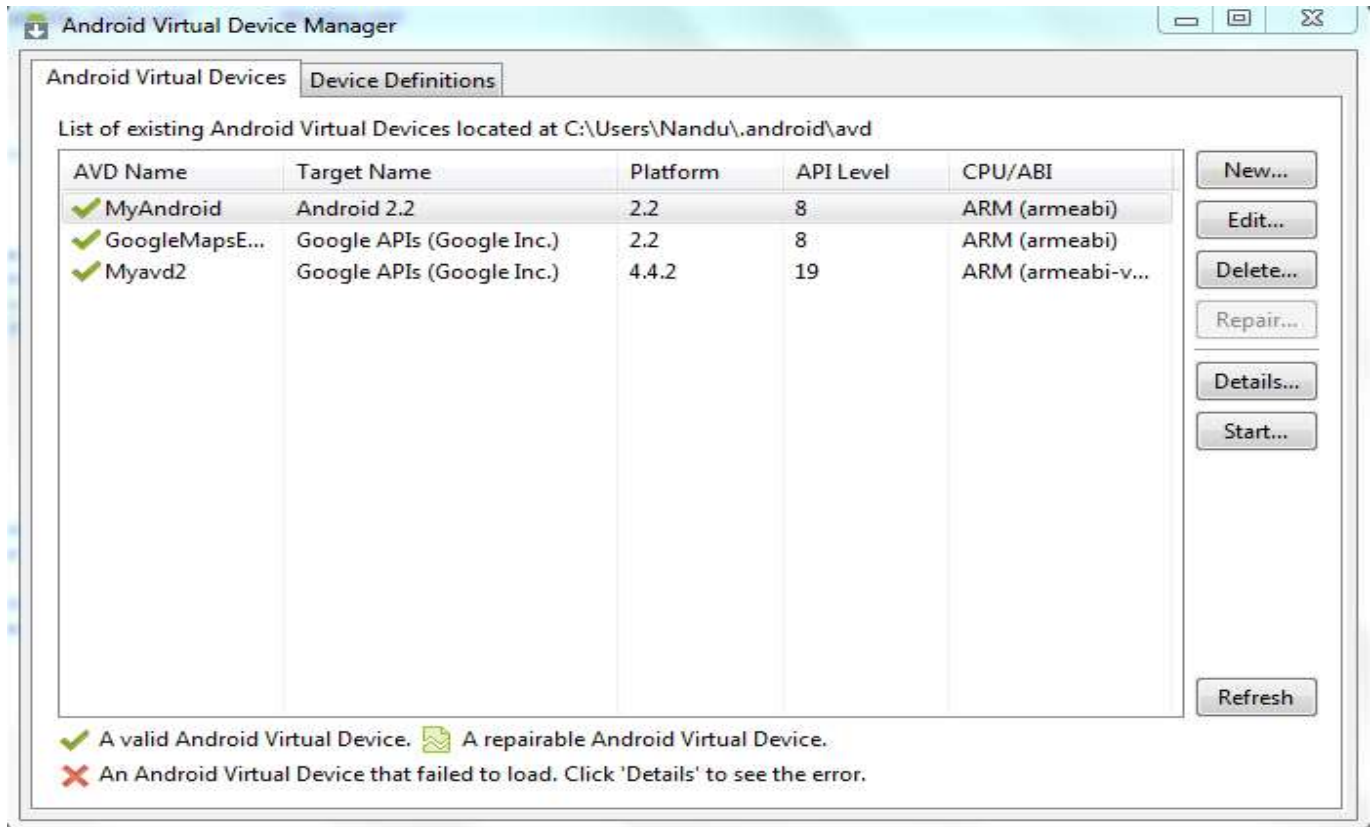 Android Virtual Device Manager
Android Virtual Devices Device Definitions
List of existing Android Virtual Devices located at C:\Users\Nandu\.android\avd
AVD Name Target Name Platform API Level CPU/ABI
MyAndroid Android 2.2 2.2 8 ARM (armeabi)
GoogleMapsE... Google APIs (Google Inc.) 2.2 8 ARM (armeabi)
Myavd2 Google APIs (Google Inc.) 4.4.2 19 ARM (armeabi-v...
New...
Edit...
Delete...
Repair...
Details...
Start...
Refresh
A valid Android Virtual Device. A repairable Android Virtual Device.
An Android Virtual Device that failed to load. Click 'Details' to see the error.